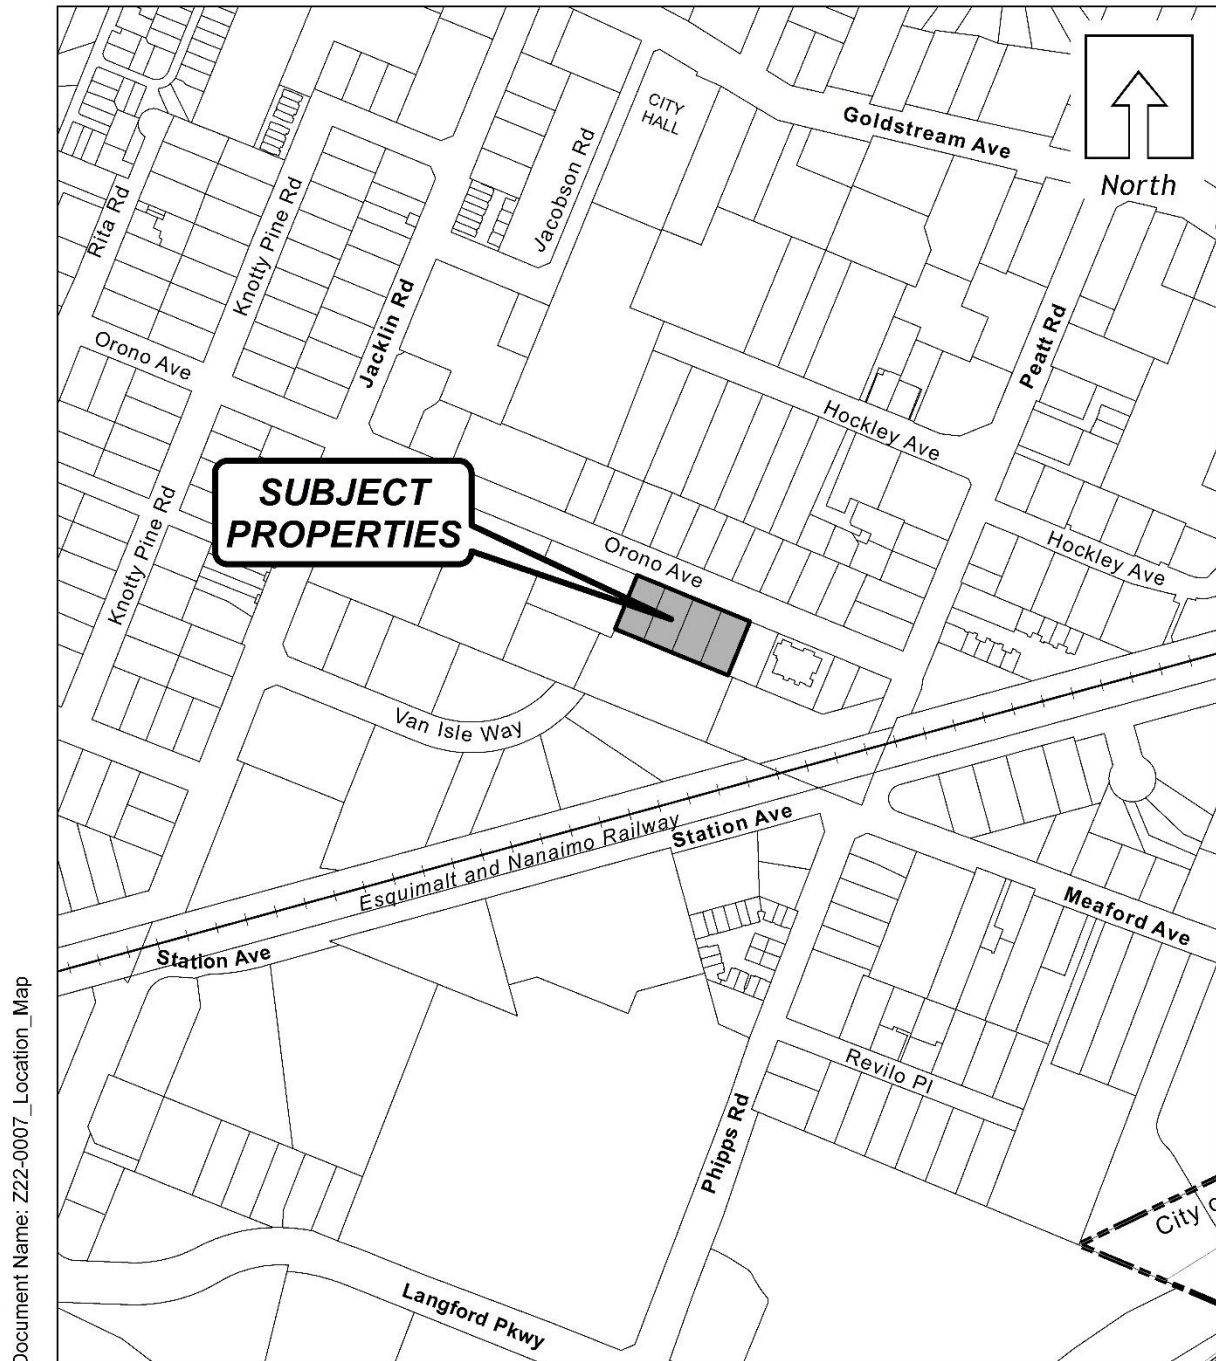 CITY
HALL
Goldstream Ave
North
Jacobson Rd
Rita Rd
Knotty Pine Rd
Jacklin Rd
Peatt Rd
Orono Ave
Hockley Ave
SUBJECT
PROPERTIES
Knotty Pine Rd
Orono Ave
Hockley Ave
Van Isle Way
Station Ave
Esquimalt and Nanaimo Railway
Meaford Ave
Station Ave
Revilo Pl
Phipps Rd
City
Langford Pkwy
Document Name: Z22-0007_Location_Map